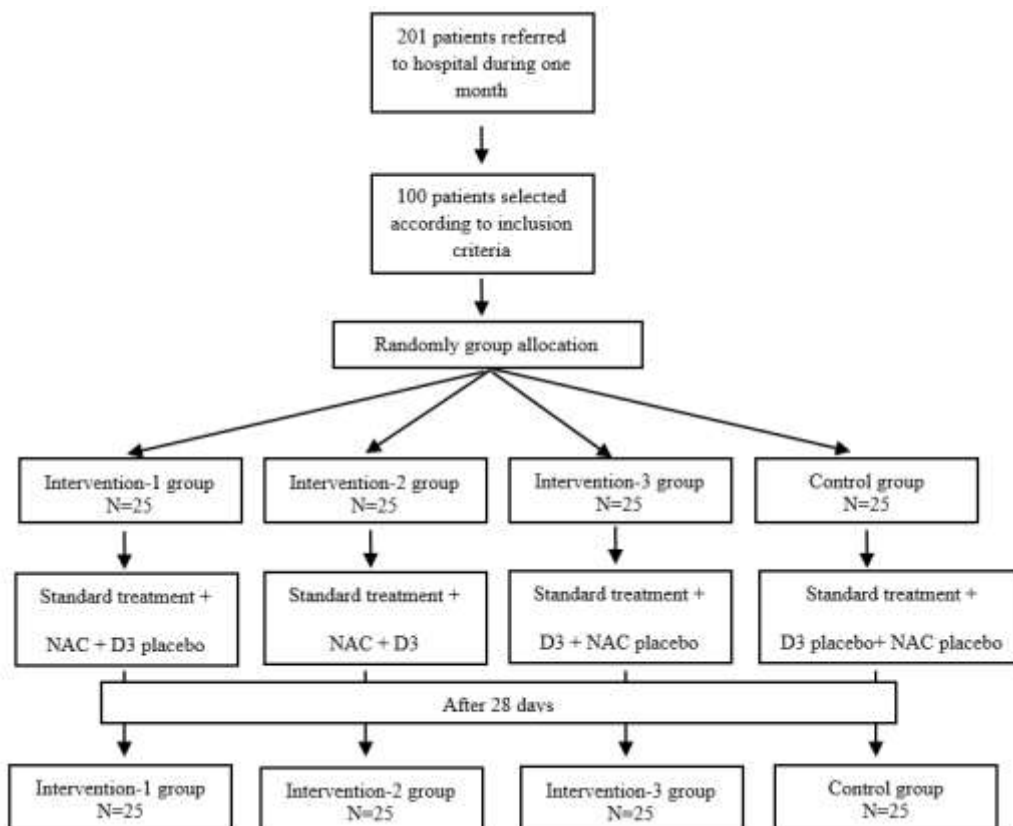 201 patients referred
to hospital during one
month
100 patients selected
according to inclusion
criteria
Randomly group allocation
Intervention-1 group
N=25
Intervention-2 group
N=25
Intervention-3 group
N=25
Control group
N=25
Standard treatment +
NAC + D3 placebo
Standard treatment +
NAC + D3
Standard treatment +
D3 + NAC placebo
Standard treatment +
D3 placebo+ NAC placebo
After 28 days
Intervention-1 group
N=25
Intervention-2 group
N=25
Intervention-3 group
N=25
Control group
N=25